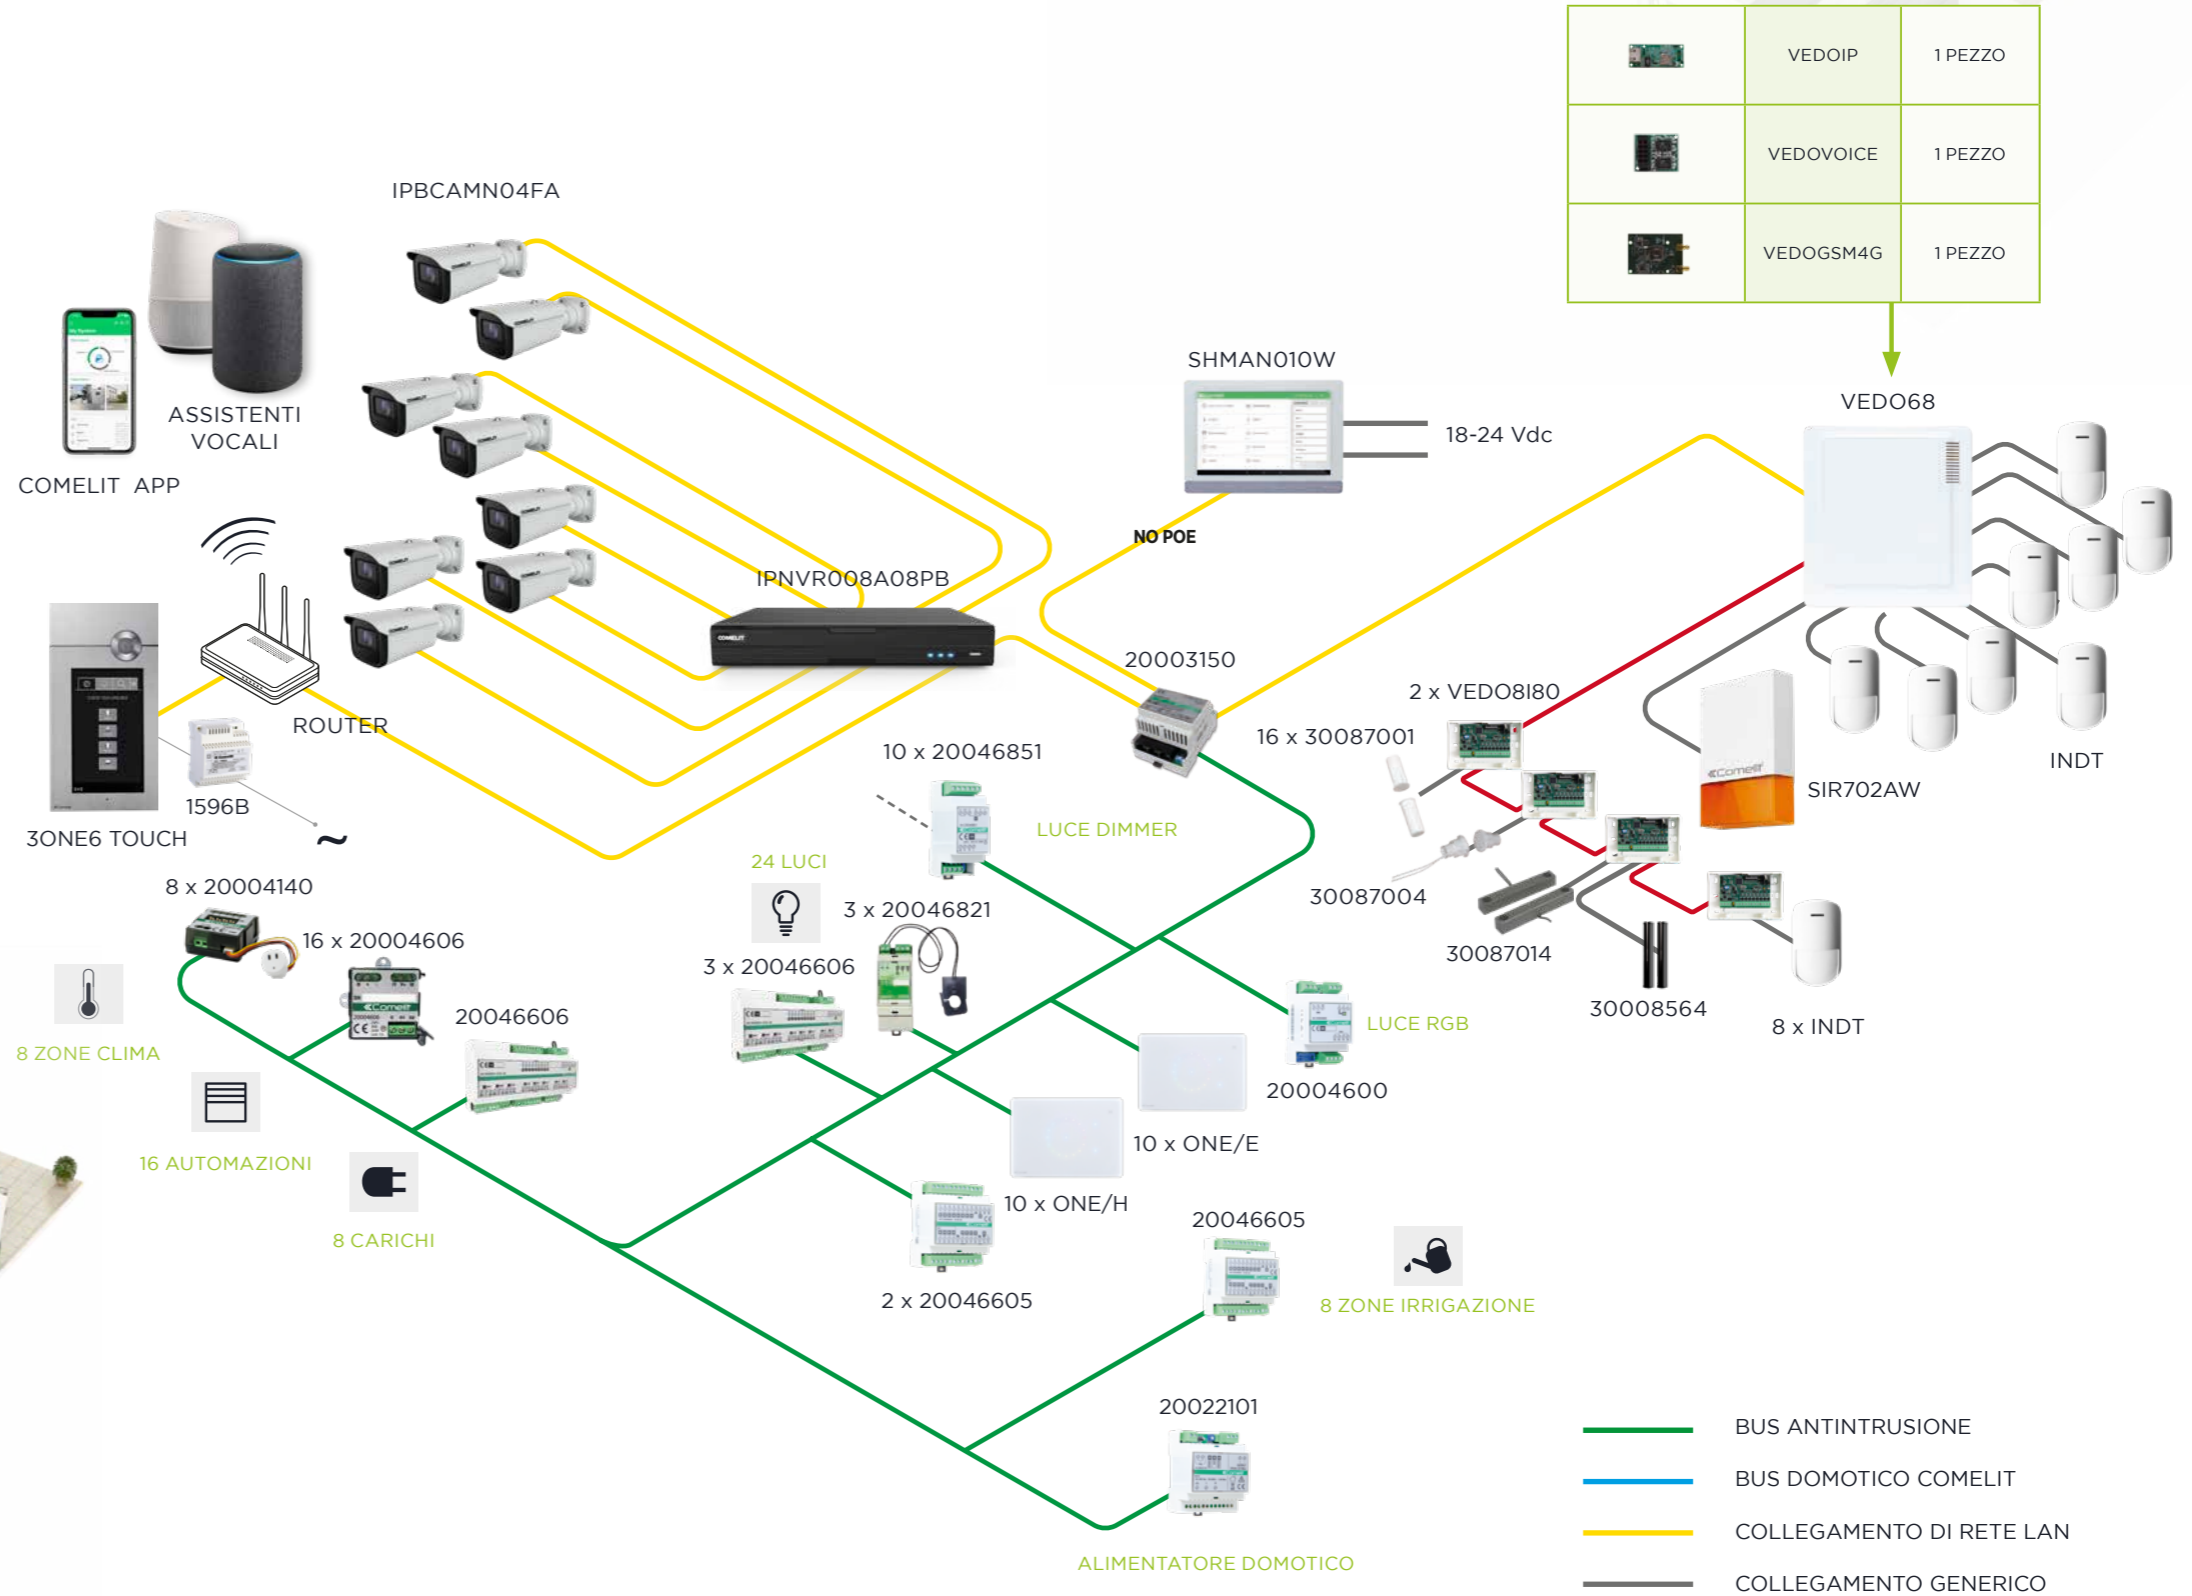 VEDOIP
1 PEZZO
VEDOVOICE
1 PEZZO
VEDOGSM4G
1 PEZZO
IPBCAMN04FA
ASSISTENTI
VOCALI
COMELIT APP
SHMAN010W
18-24 Vdc
NO POE
VEDO68
IPNVR008A08PB
COMELIT
20003150
ROUTER
1596B
3ONE6 TOUCH
~
2 x VEDO8I80
16 x 30087001
30087004
30087014
30008564
8 x INDT
Comelit
SIR702AW
INDT
10 x 20046851
LUCE DIMMER
24 LUCI
3 x 20046821
3 x 20046606
8 x 20004140
16 x 20004606
Comelit
20004606
20046606
8 ZONE CLIMA
16 AUTOMAZIONI
8 CARICHI
LUCE RGB
20004600
10 x ONE/E
10 x ONE/H
2 x 20046605
20046605
8 ZONE IRRIGAZIONE
20022101
ALIMENTATORE DOMOTICO
BUS ANTINTRUSIONE
BUS DOMOTICO COMELIT
COLLEGAMENTO DI RETE LAN
COLLEGAMENTO GENERICO